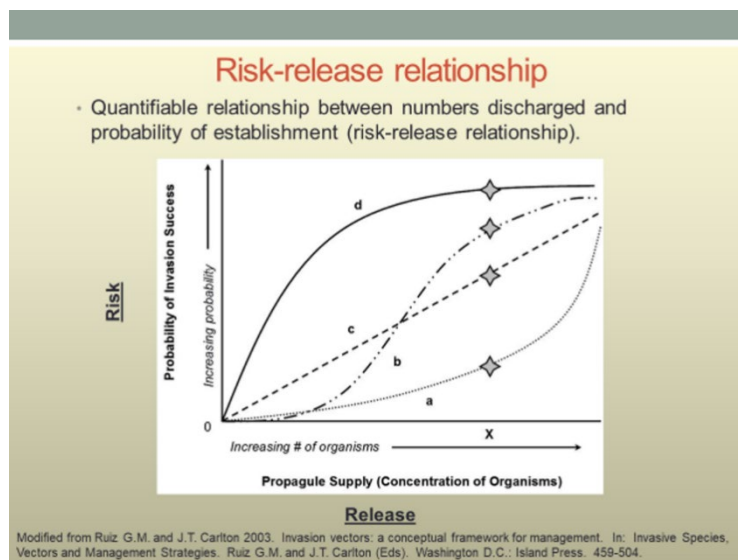 Risk-release relationship
• Quantifiable relationship between numbers discharged and
probability of establishment (risk-release relationship).
Risk
Probability of Invasion Success
Increasing probability
d
c
b
a
0
X
Increasing # of organisms
Propagule Supply (Concentration of Organisms)
Release
Modified from Ruiz G.M. and J.T. Carlton 2003. Invasion vectors: a conceptual framework for management. In: Invasive Species,
Vectors and Management Strategies. Ruiz G.M. and J.T. Carlton (Eds). Washington D.C.: Island Press. 459-504.